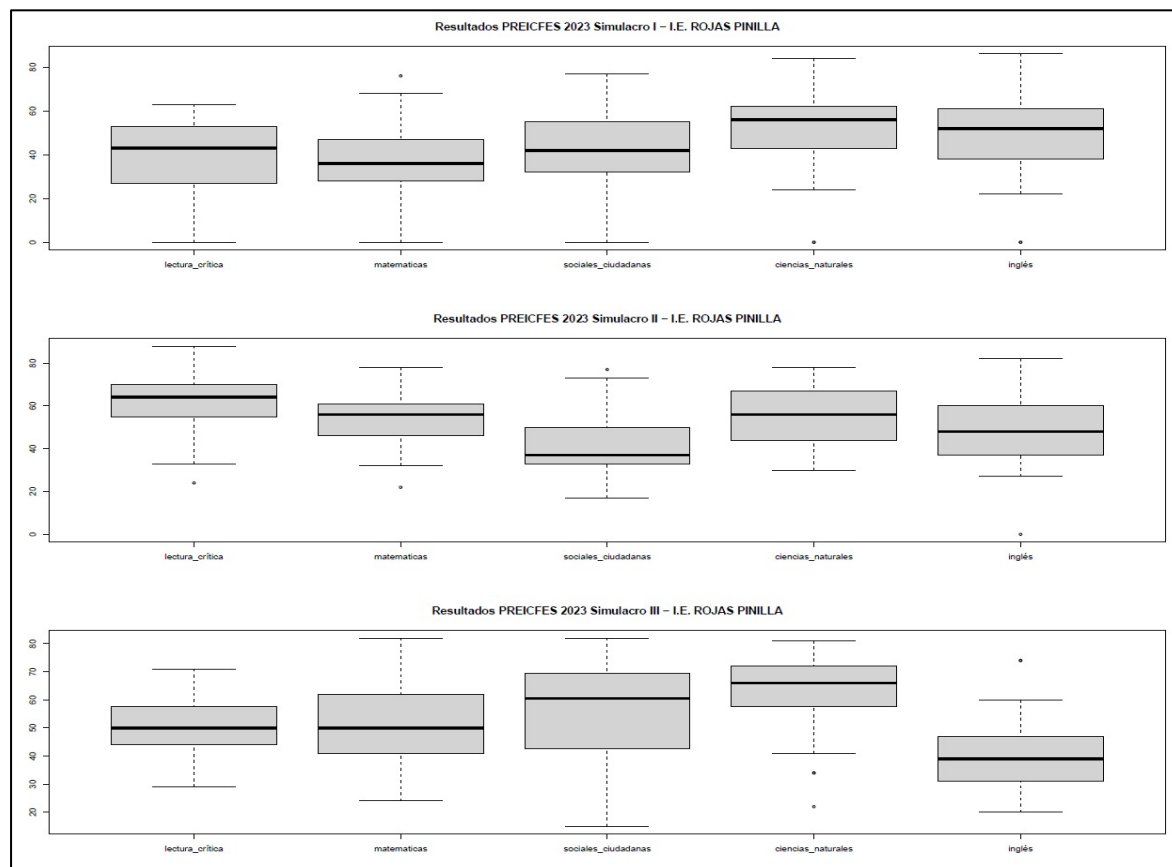 Resultados PREICFES 2023 Simulacro I – I.E. ROJAS PINILLA
80
60
40
20
0
lectura_crítica matematicas sociales_ciudadanas ciencias_naturales inglés
Resultados PREICFES 2023 Simulacro II – I.E. ROJAS PINILLA
80
60
40
20
0
lectura_crítica matematicas sociales_ciudadanas ciencias_naturales inglés
Resultados PREICFES 2023 Simulacro III – I.E. ROJAS PINILLA
80
70
60
50
40
30
20
lectura_crítica matematicas sociales_ciudadanas ciencias_naturales inglés